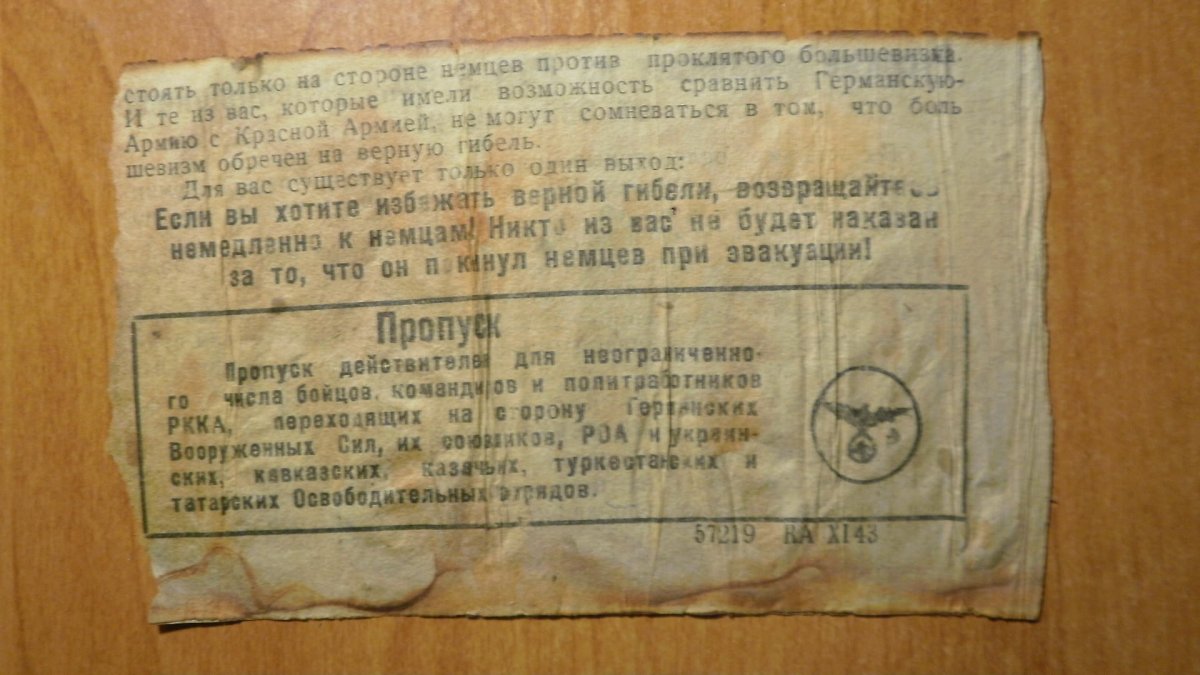 стоять только на стороне немцев против проклятого большевизка.
И те из вас, которые имели возможность сравнить Германскую-
Армию с Красной Армией, не могут сомневаться в том, что боль
шевизм обречен на верную гибель.
Для вас существует только один выход:
Если вы хотите избежать верной гибели, возвращайтесь
немедленно к немцам! Никто из вас не будет наказан
за то, что он покинул немцев при эвакуации!
Пропуск
Пропуск действителен для неограниченно-
го числа бойцов, командиров и политработников
РККА, переходящих на сторону Германских
Вооруженных Сил, их союзников, РОА и украин-
ских, кавказских, казачьих, туркестанских и
татарских Освободительных отрядов.
57219 RA XI43